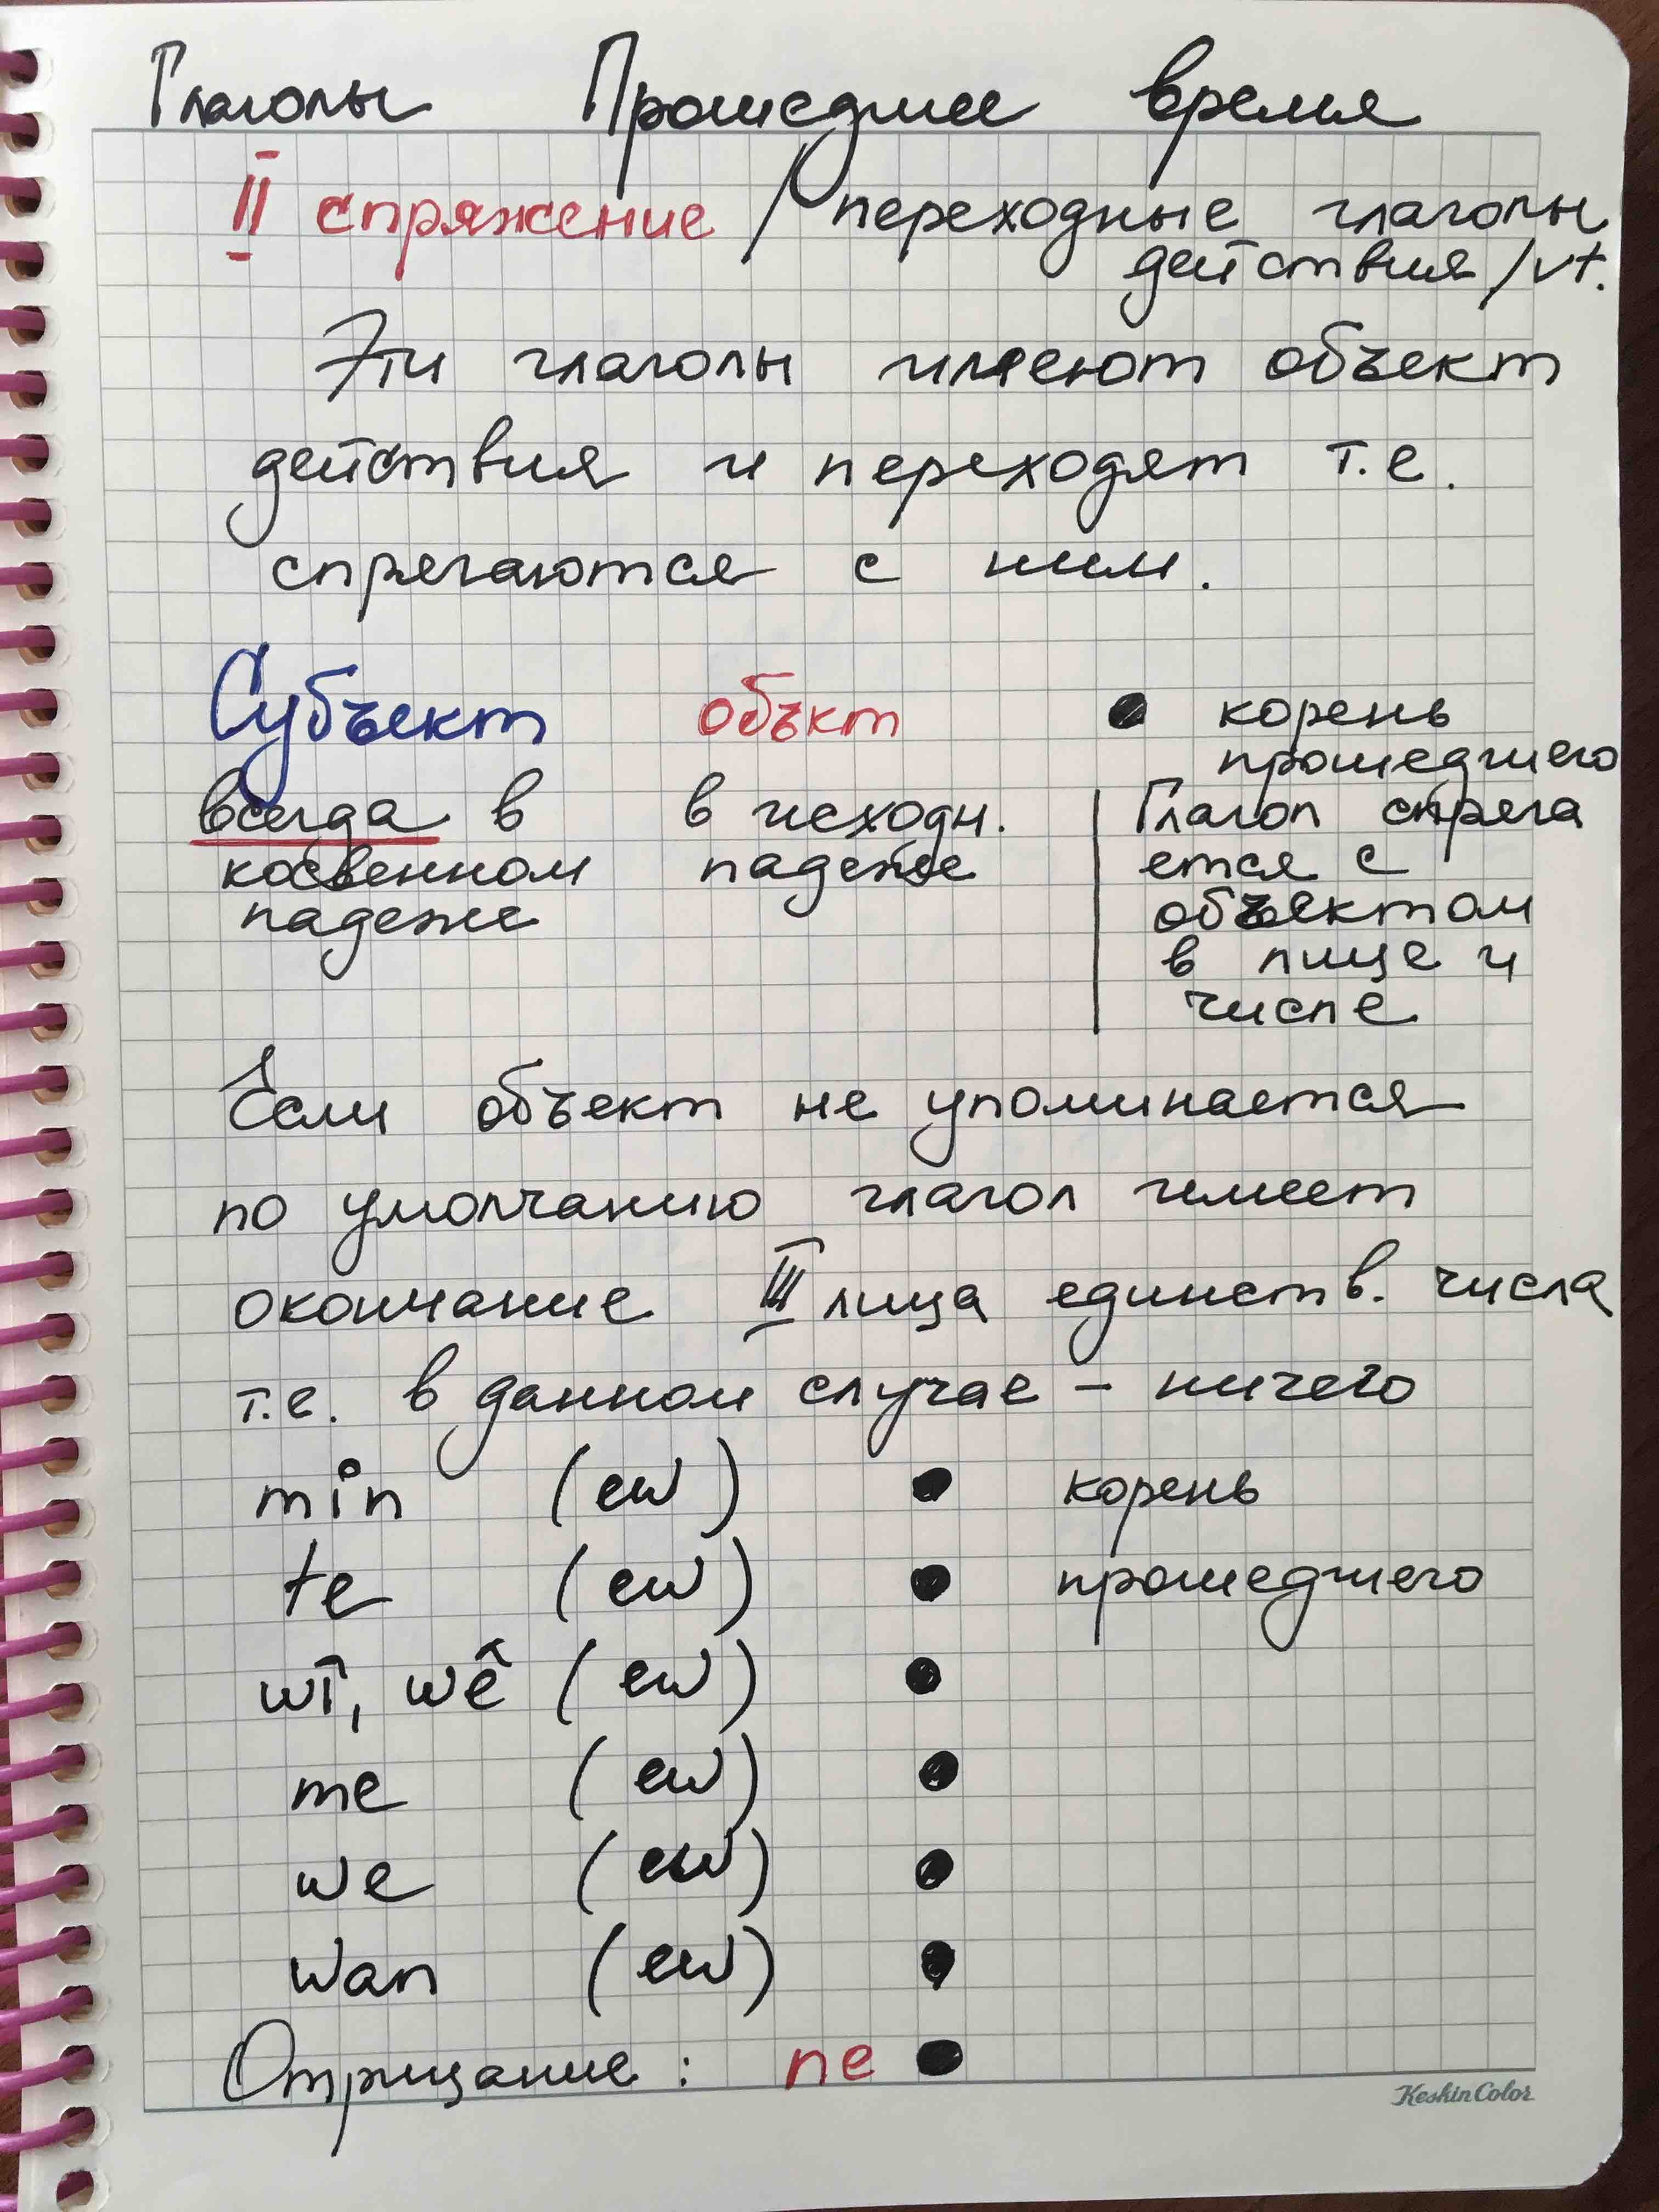 Глаголы Прошедшее время
II спряжение / переходные глаголы
действия / vt.
Эти глаголы имеют объект
действия и переходят т.е.
спрягаются с ним.
Субъект объкт ● корень
прошедшего
всегда в в исходн. Глагол спряга
косвенном падеже ется с
падеже объектом
в лице и
числе
Если объект не упоминается
по умолчанию глагол имеет
окончание III лица единств. числа
т.е. в данном случае - ничего
min (ew) ● корень
te (ew) ● прошедшего
wî, wê (ew) ●
me (ew) ●
we (ew) ●
wan (ew) ●
Отрицание: ne ●
KeskinColor